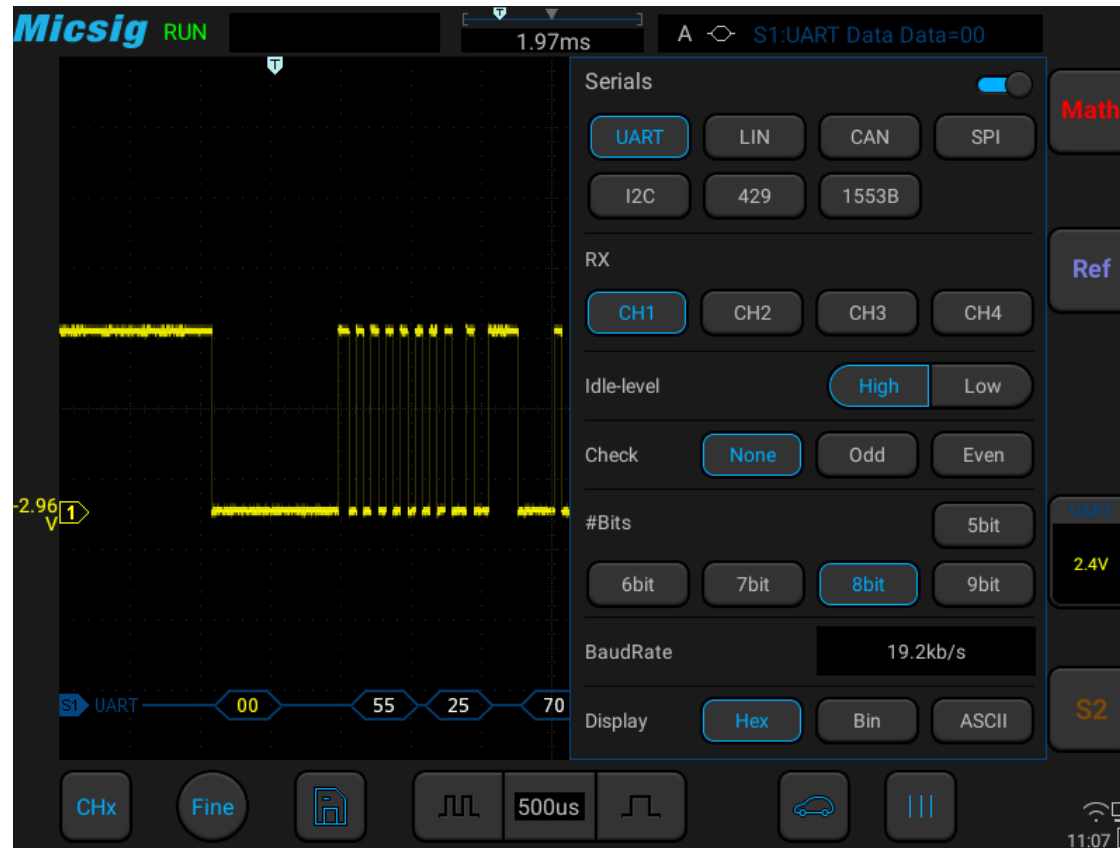 Micsig RUN
T
1.97ms
A S1:UART Data Data=00
T
Serials
UART LIN CAN SPI
I2C 429 1553B
RX
CH1 CH2 CH3 CH4
Idle-level High Low
Check None Odd Even
#Bits 5bit
6bit 7bit 8bit 9bit
BaudRate 19.2kb/s
Display Hex Bin ASCII
Math
Ref
-2.96
V
1
UART
2.4V
S1 UART 00 55 25 70
S2
CHx Fine 500us
11:07